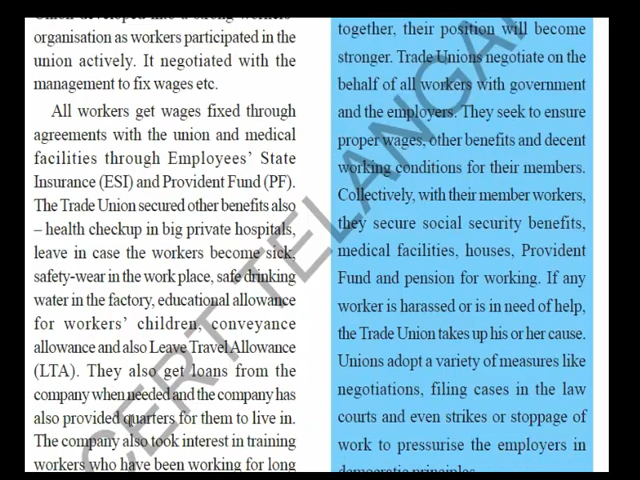 Union developed into a strong workers'
organisation as workers participated in the
union actively. It negotiated with the
management to fix wages etc.
All workers get wages fixed through
agreements with the union and medical
facilities through Employees' State
Insurance (ESI) and Provident Fund (PF).
The Trade Union secured other benefits also
– health checkup in big private hospitals,
leave in case the workers become sick,
safety-wear in the work place, safe drinking
water in the factory, educational allowance
for workers' children, conveyance
allowance and also Leave Travel Allowance
(LTA). They also get loans from the
company when needed and the company has
also provided quarters for them to live in.
The company also took interest in training
workers who have been working for long
together, their position will become
stronger. Trade Unions negotiate on the
behalf of all workers with government
and the employers. They seek to ensure
proper wages, other benefits and decent
working conditions for their members.
Collectively, with their member workers,
they secure social security benefits,
medical facilities, houses, Provident
Fund and pension for working. If any
worker is harassed or is in need of help,
the Trade Union takes up his or her cause.
Unions adopt a variety of measures like
negotiations, filing cases in the law
courts and even strikes or stoppage of
work to pressurise the employers in
democratic principles.
CERT TELANGAN